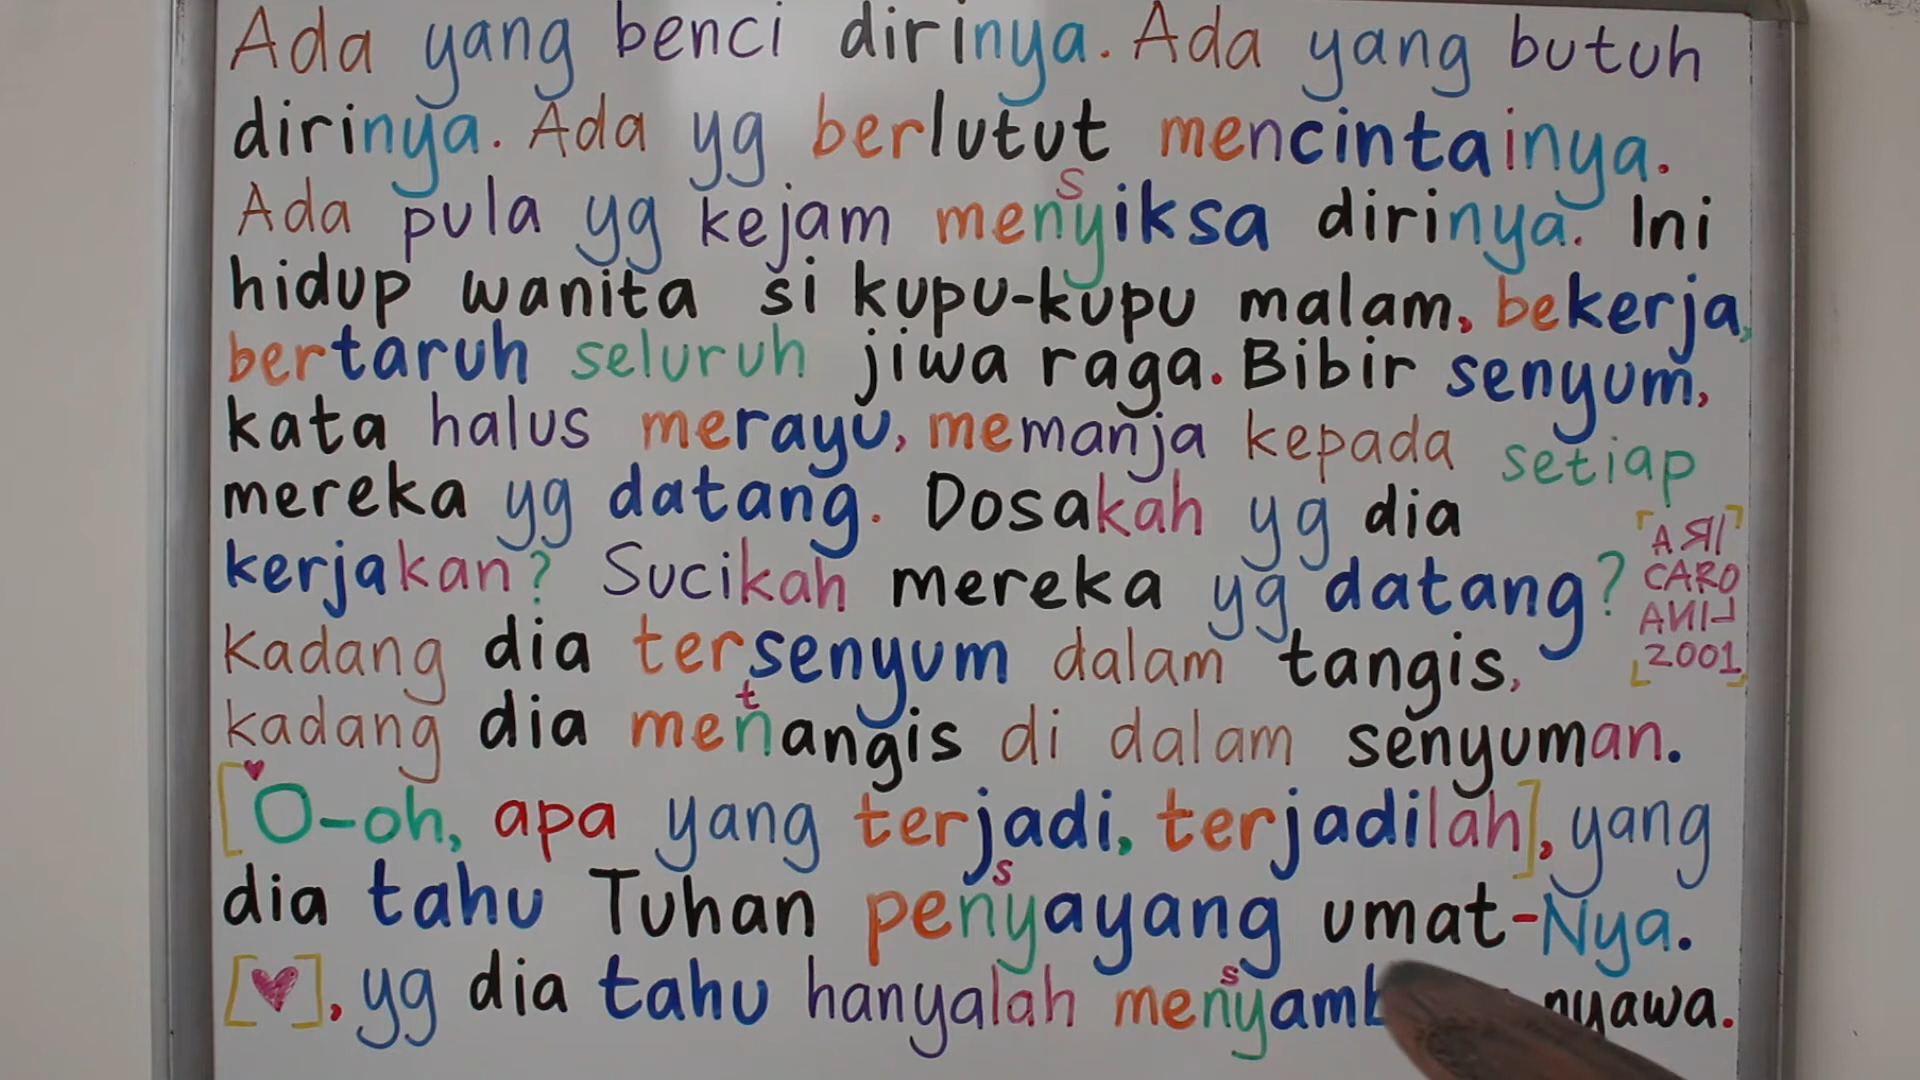 Ada yang benci dirinya. Ada yang butuh
dirinya. Ada yg berlutut mencintainya.
s
Ada pula yg kejam menyiksa dirinya. Ini
hidup wanita si kupu-kupu malam, bekerja,
bertaruh seluruh jiwa raga. Bibir senyum,
kata halus merayu, memanja kepada setiap
mereka yg datang. Dosakah yg dia
kerjakan? Sucikah mereka yg datang?
[ARI
CARO
LINA
2001]
kadang dia tersenyum dalam tangis,
t
kadang dia menangis di dalam senyuman.
[O-oh, apa yang terjadi, terjadilah], yang
s
dia tahu Tuhan penyayang umat-Nya.
s
[♥], yg dia tahu hanyalah nyawa.